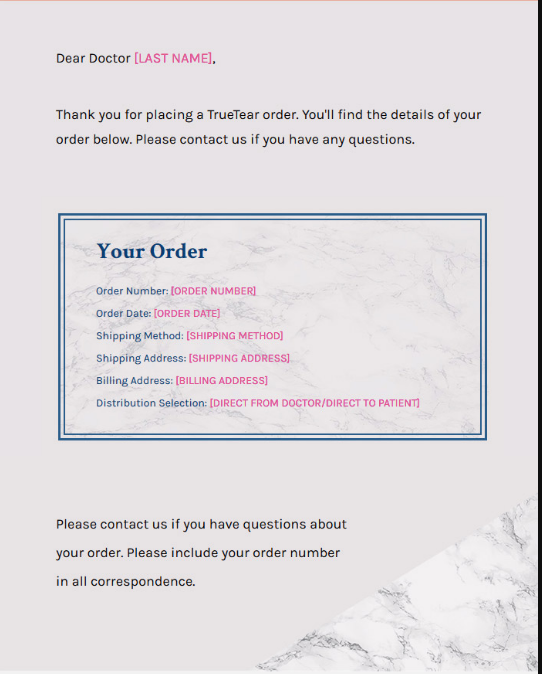 Dear Doctor [LAST NAME],
Thank you for placing a TrueTear order. You'll find the details of your
order below. Please contact us if you have any questions.
Your Order
Order Number: [ORDER NUMBER]
Order Date: [ORDER DATE]
Shipping Method: [SHIPPING METHOD]
Shipping Address: [SHIPPING ADDRESS]
Billing Address: [BILLING ADDRESS]
Distribution Selection: [DIRECT FROM DOCTOR/DIRECT TO PATIENT]
Please contact us if you have questions about
your order. Please include your order number
in all correspondence.